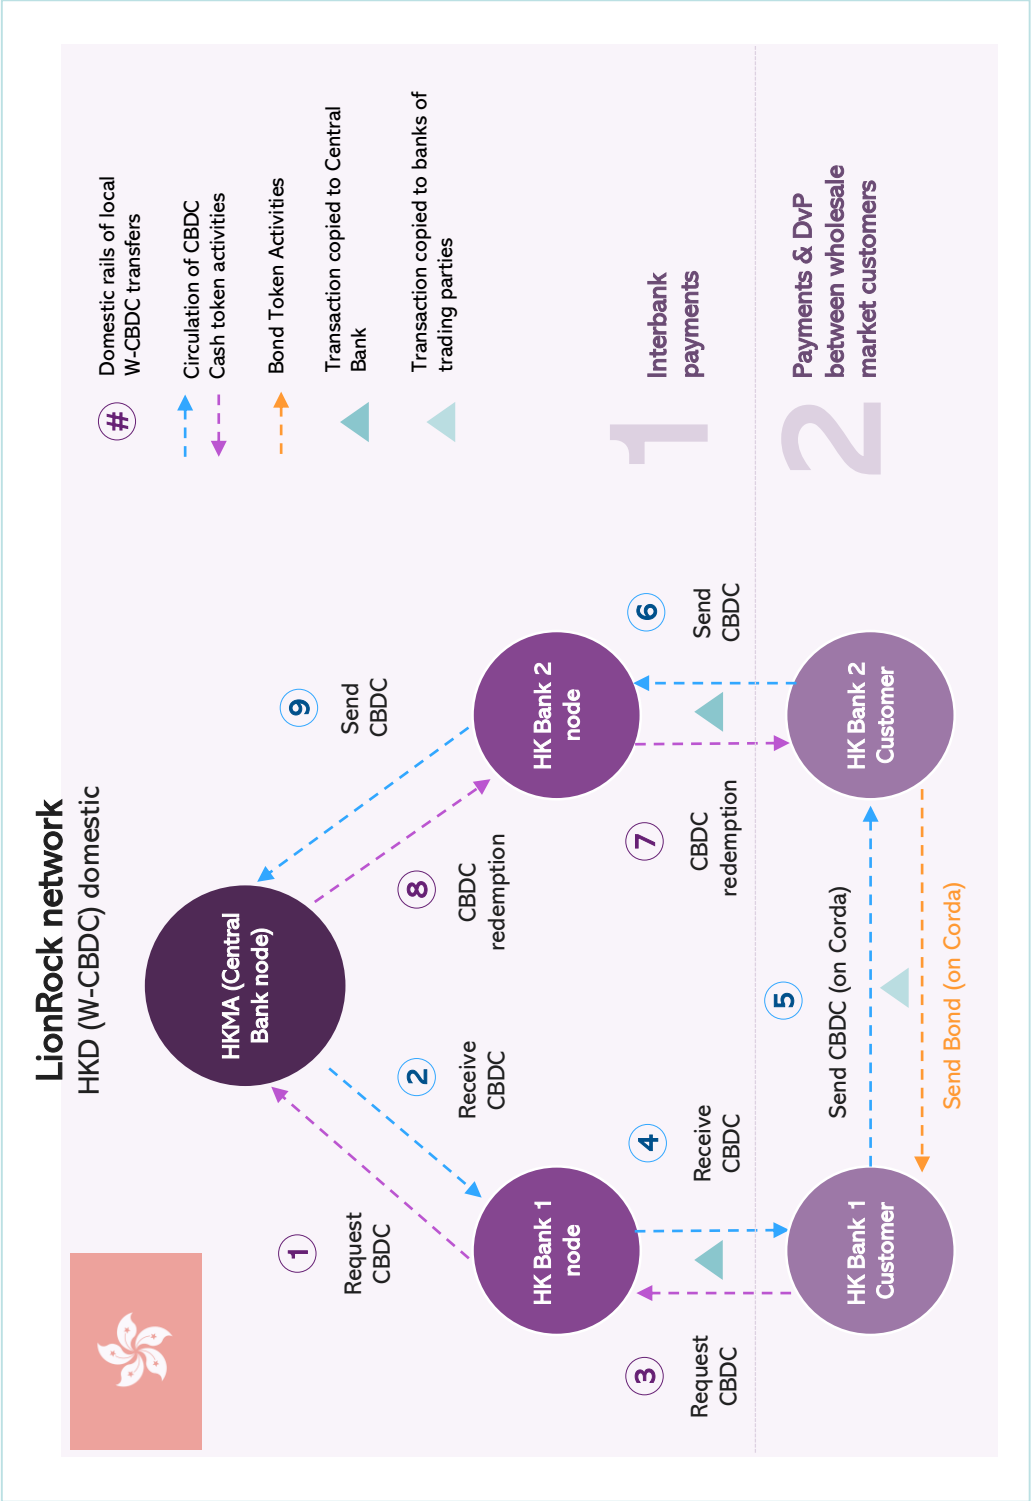 LionRock network
HKD (W-CBDC) domestic
#
Domestic rails of local
W-CBDC transfers
Circulation of CBDC
Cash token activities
Bond Token Activities
Transaction copied to Central
Bank
Transaction copied to banks of
trading parties
HKMA (Central
Bank node)
1
Request
CBDC
2
Receive
CBDC
8
CBDC
redemption
9
Send
CBDC
HK Bank 1
node
HK Bank 2
node
1
Interbank
payments
3
Request
CBDC
4
Receive
CBDC
7
CBDC
redemption
6
Send
CBDC
2
Payments & DvP
between wholesale
market customers
5
Send CBDC (on Corda)
HK Bank 1
Customer
HK Bank 2
Customer
Send Bond (on Corda)